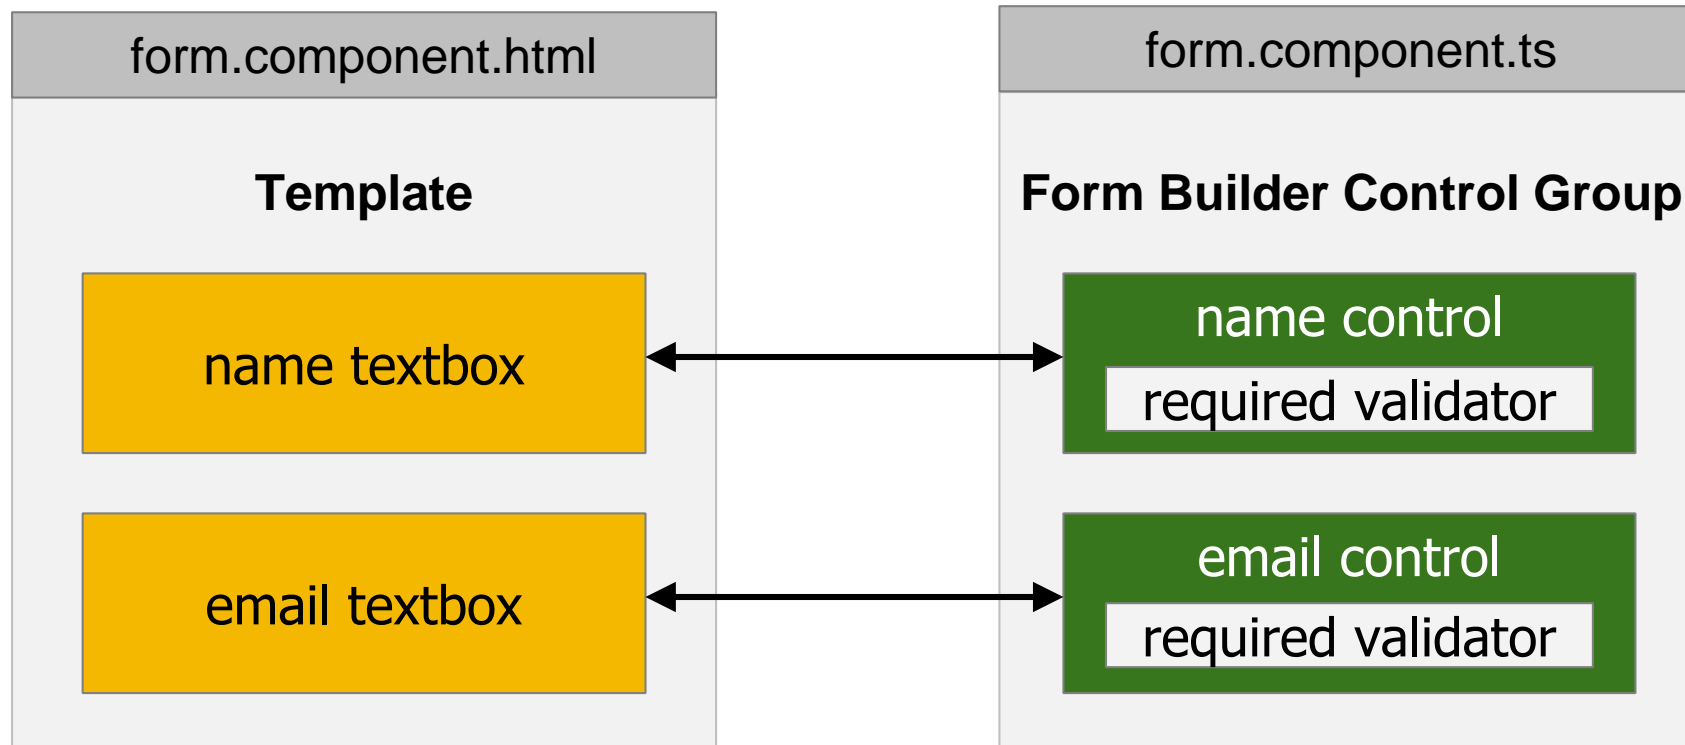 form.component.html
Template
name textbox
email textbox
form.component.ts
Form Builder Control Group
name control
required validator
email control
required validator